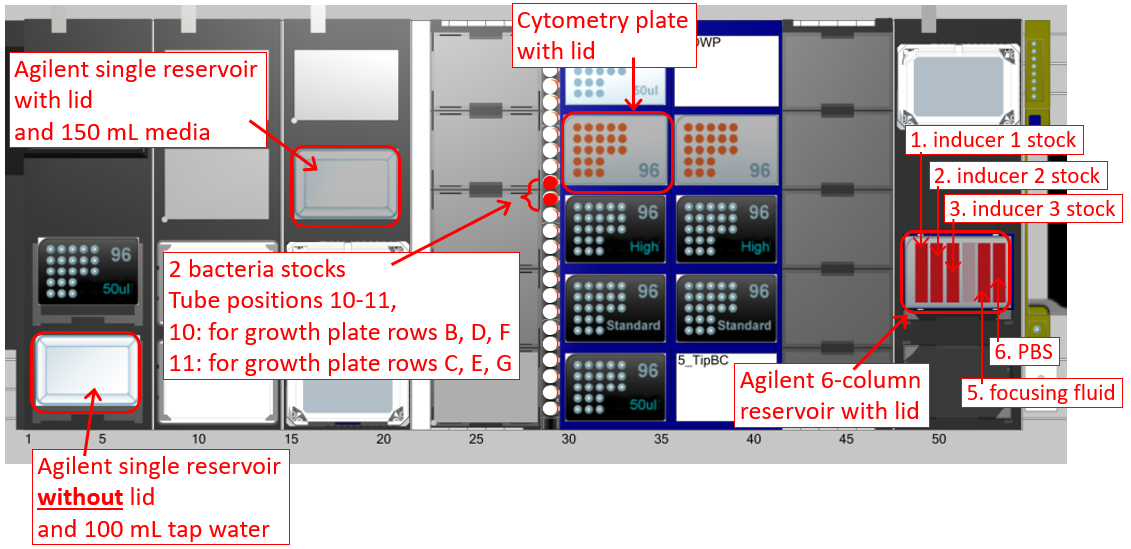 Cytometry plate
with lid
DWP
Agilent single reservoir
with lid
and 150 mL media
50ul
96
96
1. inducer 1 stock
2. inducer 2 stock
3. inducer 3 stock
96
High
96
High
96
50ul
2 bacteria stocks
Tube positions 10-11,
10: for growth plate rows B, D, F
11: for growth plate rows C, E, G
96
Standard
96
Standard
6. PBS
5. focusing fluid
96
50ul
5_TipBC
Agilent 6-column
reservoir with lid
1 5 10 15 20 25 30 35 40 45 50
Agilent single reservoir
without lid
and 100 mL tap water